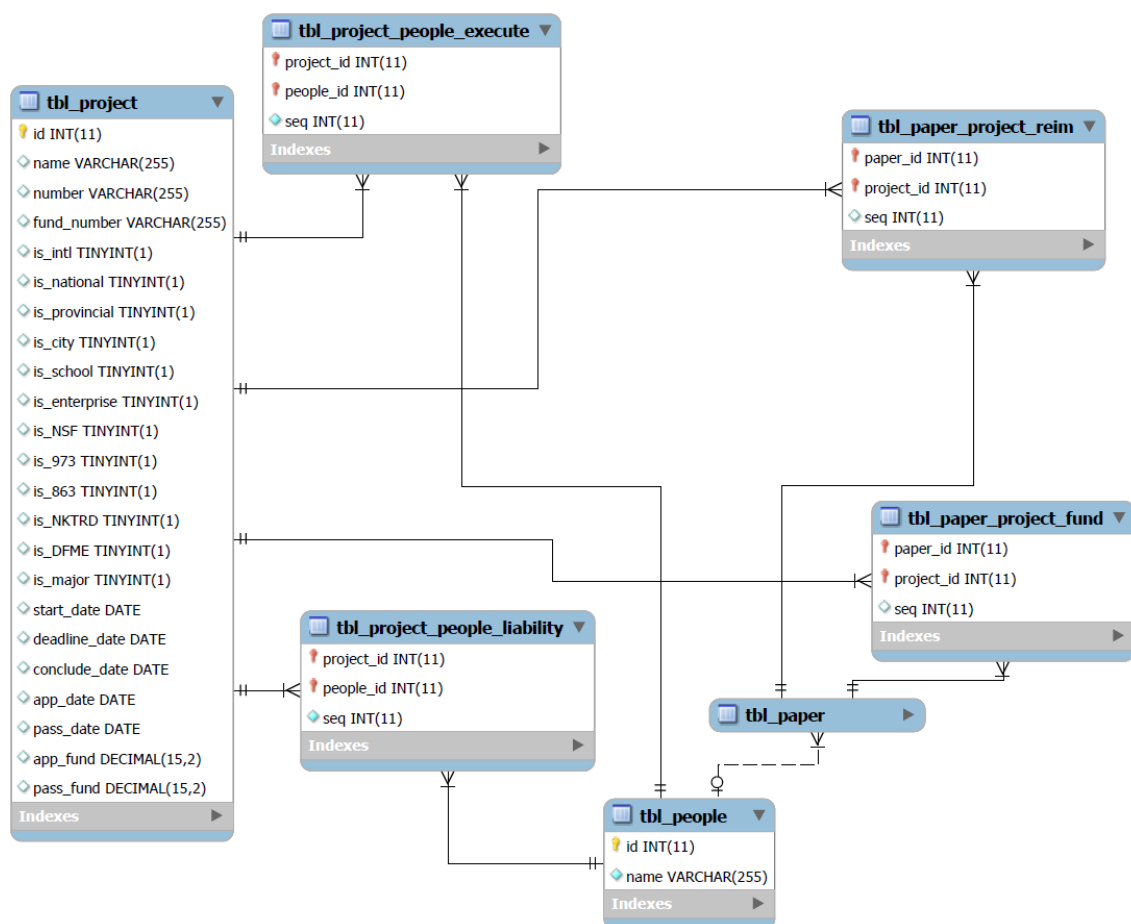 tbl_project_people_execute
project_id INT(11)
people_id INT(11)
seq INT(11)
Indexes
tbl_project
id INT(11)
name VARCHAR(255)
number VARCHAR(255)
fund_number VARCHAR(255)
is_intl TINYINT(1)
is_national TINYINT(1)
is_provincial TINYINT(1)
is_city TINYINT(1)
is_school TINYINT(1)
is_enterprise TINYINT(1)
is_NSF TINYINT(1)
is_973 TINYINT(1)
is_863 TINYINT(1)
is_NKTRD TINYINT(1)
is_DFME TINYINT(1)
is_major TINYINT(1)
start_date DATE
deadline_date DATE
conclude_date DATE
app_date DATE
pass_date DATE
app_fund DECIMAL(15,2)
pass_fund DECIMAL(15,2)
Indexes
tbl_paper_project_reim
paper_id INT(11)
project_id INT(11)
seq INT(11)
Indexes
tbl_paper_project_fund
paper_id INT(11)
project_id INT(11)
seq INT(11)
Indexes
tbl_project_people_liability
project_id INT(11)
people_id INT(11)
seq INT(11)
Indexes
tbl_paper
tbl_people
id INT(11)
name VARCHAR(255)
Indexes